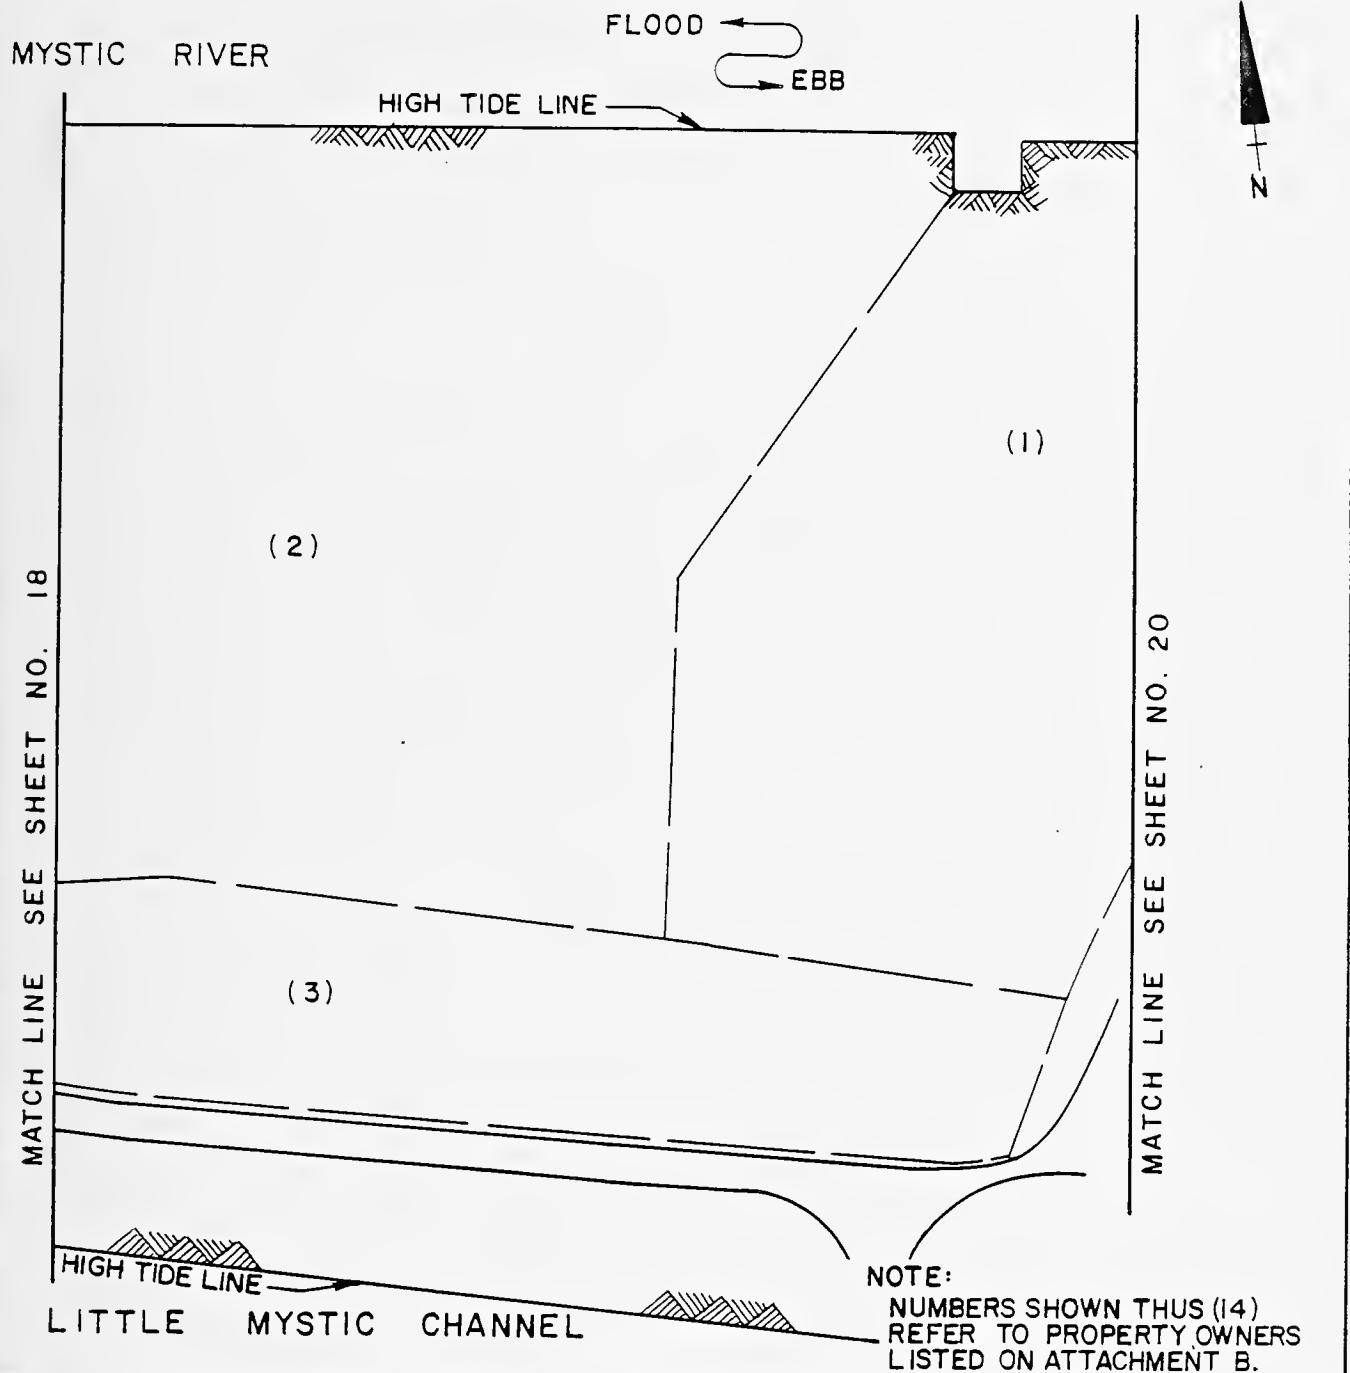 MYSTIC RIVER
FLOOD
EBB
HIGH TIDE LINE
N
(1)
(2)
(3)
MATCH LINE SEE SHEET NO. 18
MATCH LINE SEE SHEET NO. 20
HIGH TIDE LINE
LITTLE MYSTIC CHANNEL
NOTE:
NUMBERS SHOWN THUS (14)
REFER TO PROPERTY OWNERS
LISTED ON ATTACHMENT B.